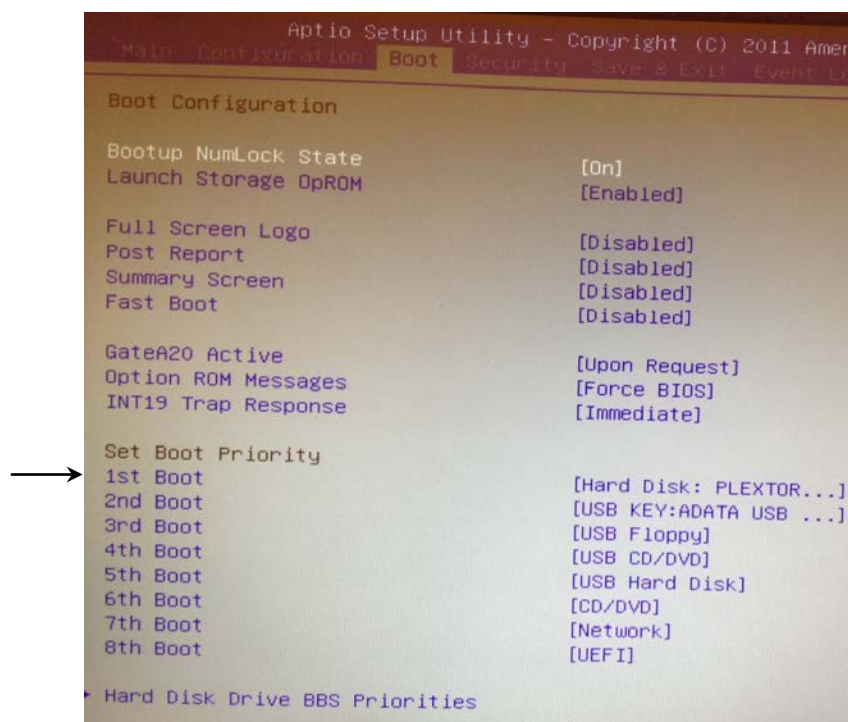 Aptio Setup Utility – Copyright (C) 2011 Amer
Main Configuration Boot Security Save & Exit Event Lo
Boot Configuration
Bootup NumLock State [On]
Launch Storage OpROM [Enabled]
Full Screen Logo [Disabled]
Post Report [Disabled]
Summary Screen [Disabled]
Fast Boot [Disabled]
GateA20 Active [Upon Request]
Option ROM Messages [Force BIOS]
INT19 Trap Response [Immediate]
Set Boot Priority
1st Boot [Hard Disk: PLEXTOR...]
2nd Boot [USB KEY:ADATA USB ...]
3rd Boot [USB Floppy]
4th Boot [USB CD/DVD]
5th Boot [USB Hard Disk]
6th Boot [CD/DVD]
7th Boot [Network]
8th Boot [UEFI]
Hard Disk Drive BBS Priorities